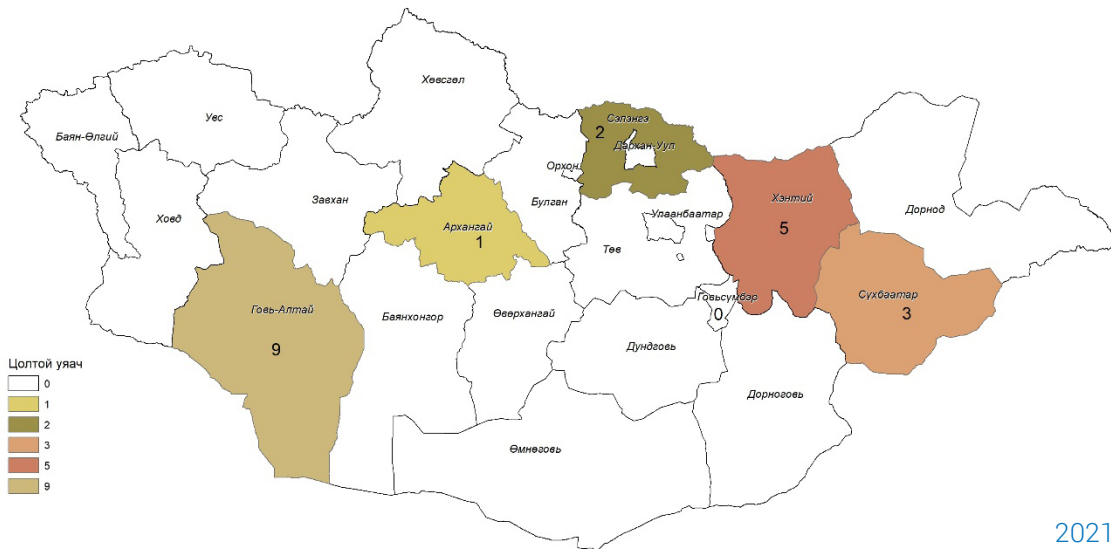 Хөвсгөл
Увс
Баян-Өлгий
Сэлэнгэ
2
Дархан-Уул
Орхон
Завхан
Булган
Ховд
Архангай
1
Улаанбаатар
Төв
Хэнтий
5
Дорнод
Говь-Алтай
9
Баянхонгор
Өвөрхангай
Говьсүмбэр
0
Сүхбаатар
3
Дундговь
Дорноговь
Өмнөговь
Цолтой уяач
0
1
2
3
5
9
2021